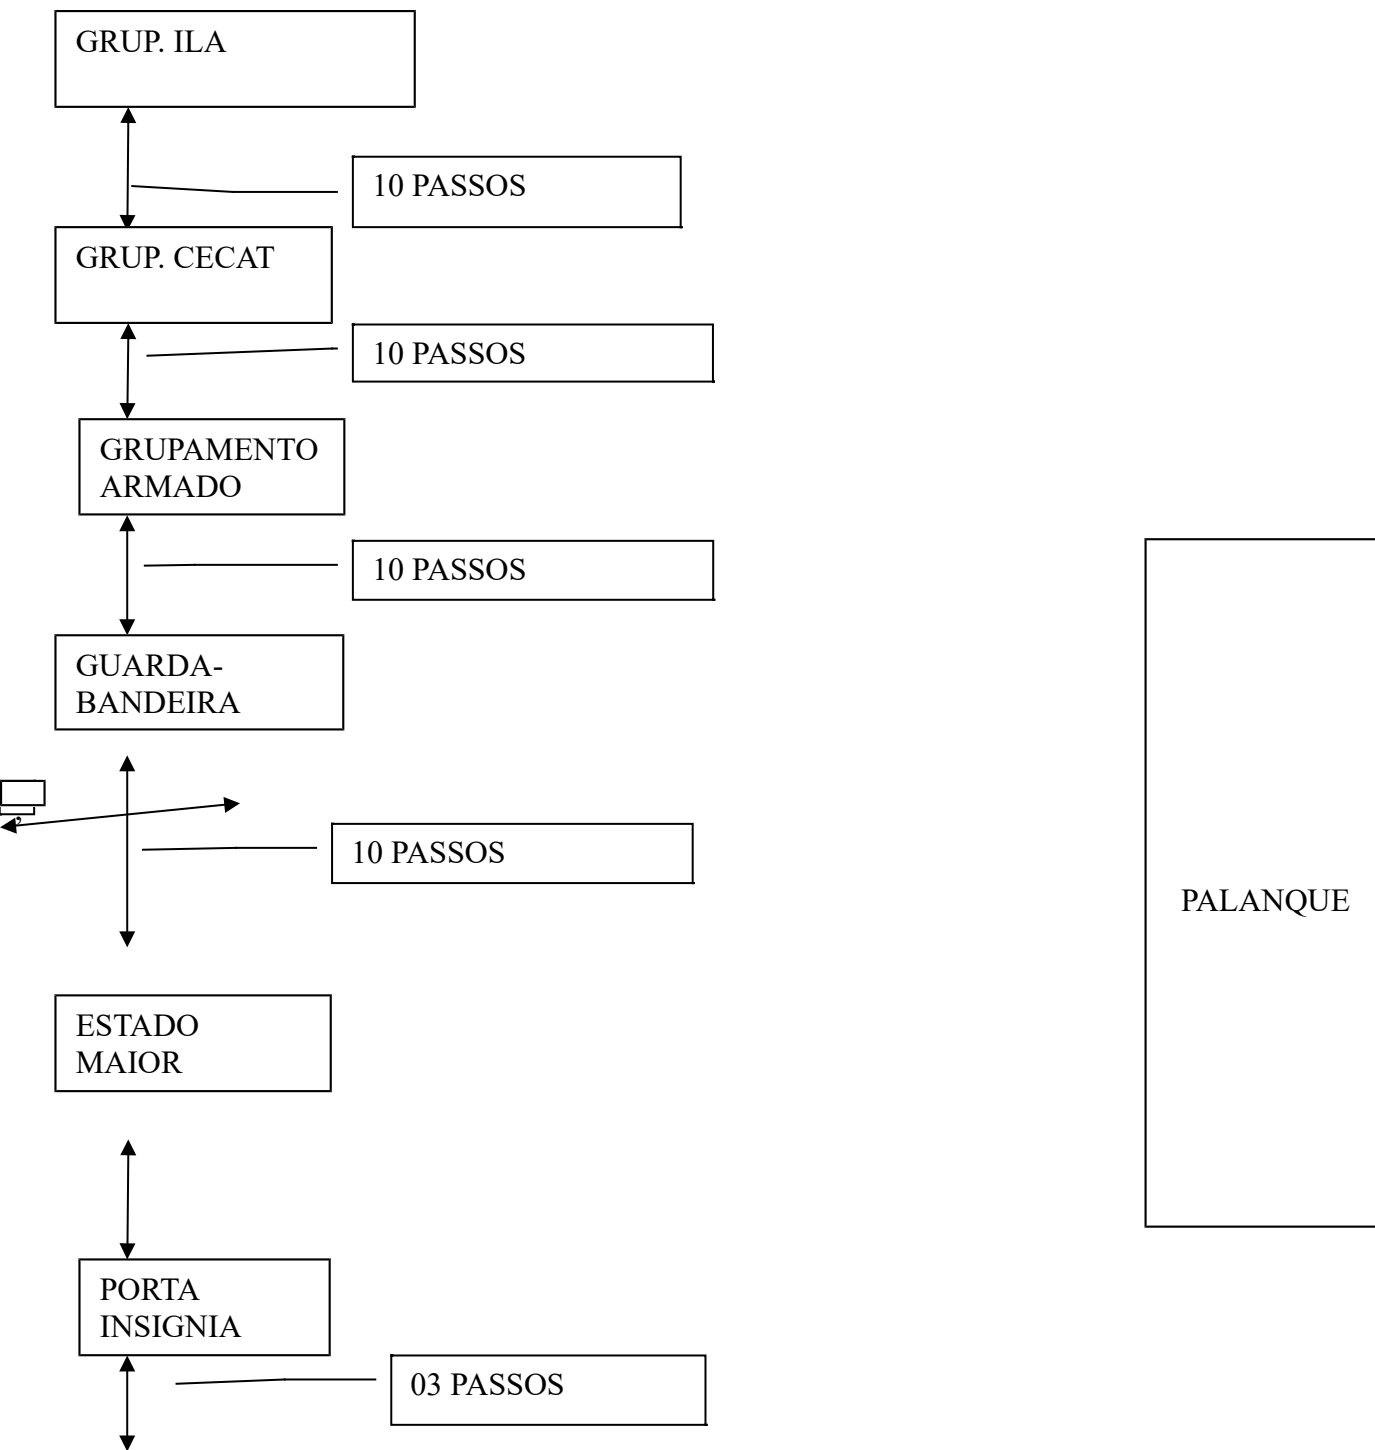 GRUP. ILA
10 PASSOS
GRUP. CECAT
10 PASSOS
GRUPAMENTO
ARMADO
10 PASSOS
GUARDA-
BANDEIRA
,
10 PASSOS
PALANQUE
ESTADO
MAIOR
PORTA
INSIGNIA
03 PASSOS